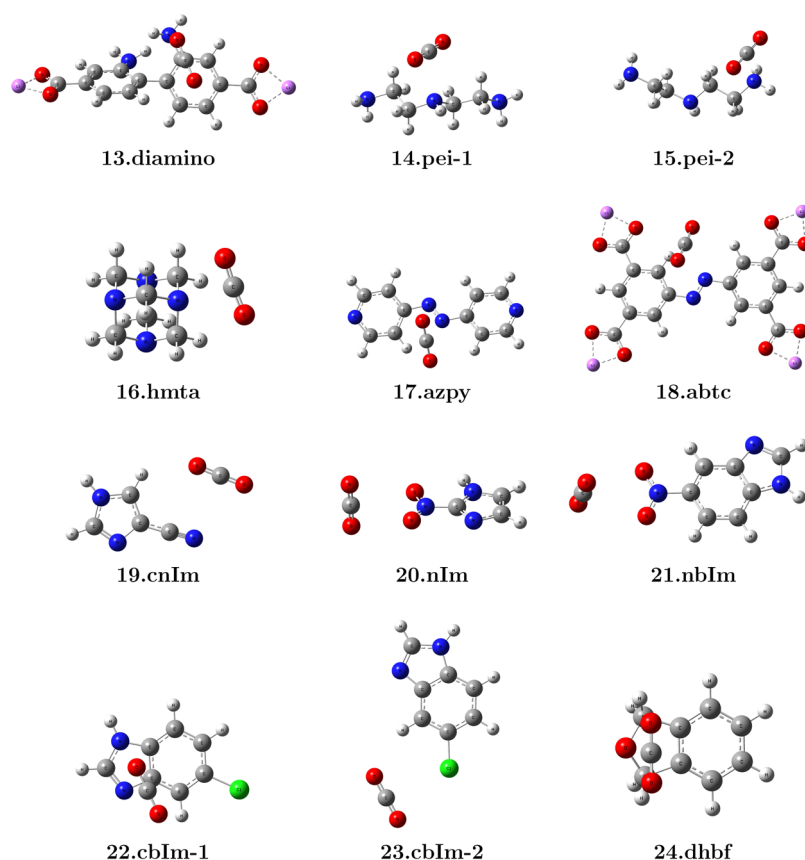 13.diamino
14.pei-1
15.pei-2
16.hmta
17.azpy
18.abtc
19.cnIm
20.nIm
21.nbIm
22.cbIm-1
23.cbIm-2
24.dhbf